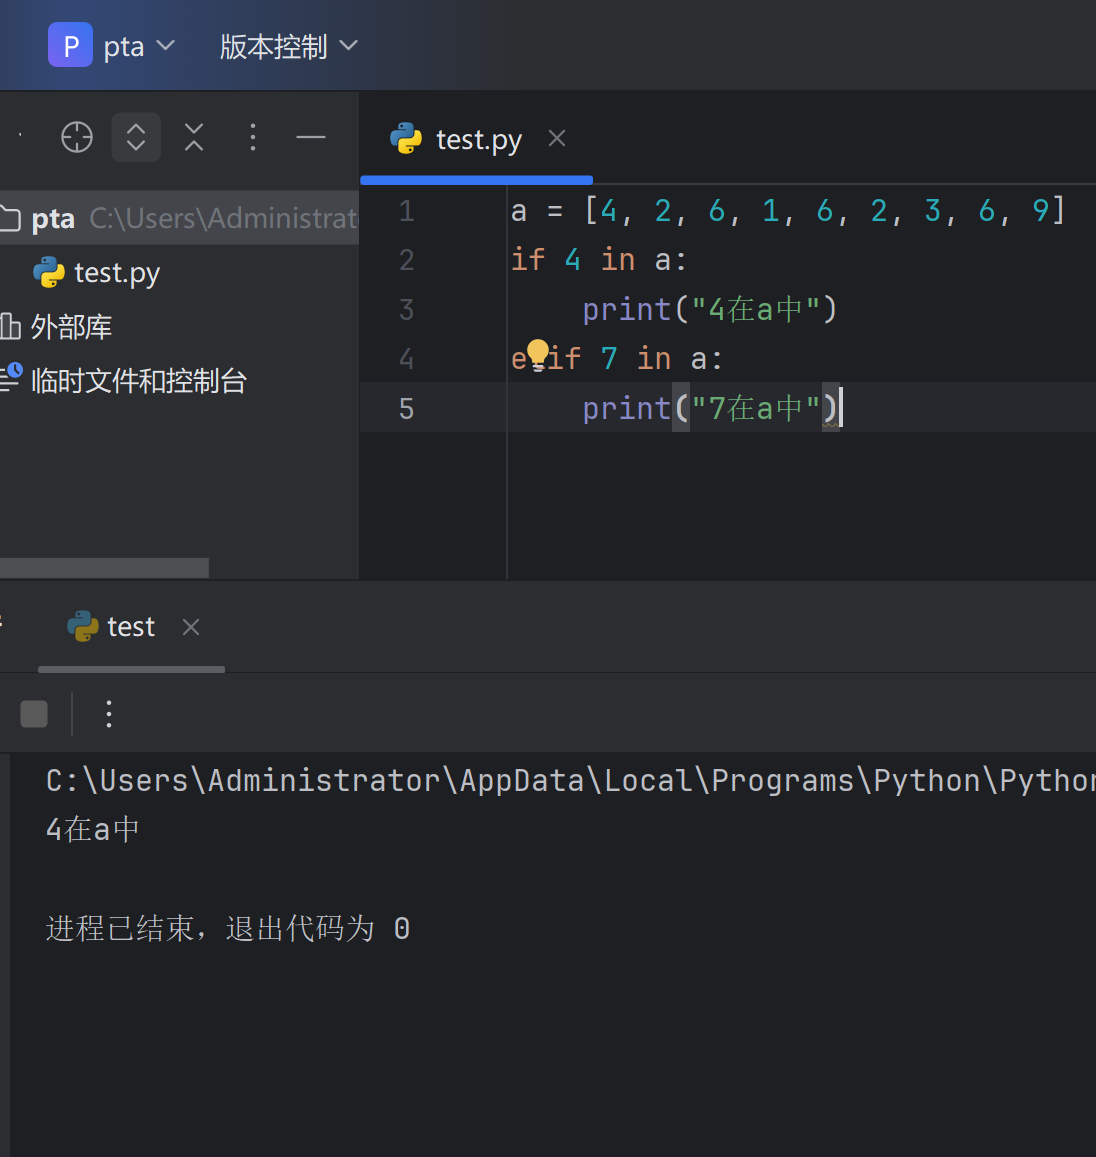 P pta 版本控制
test.py
pta C:\Users\Administrat
test.py
外部库
临时文件和控制台
1 a = [4, 2, 6, 1, 6, 2, 3, 6, 9]
2 if 4 in a:
3 print("4在a中")
4 elif 7 in a:
5 print("7在a中")
test
C:\Users\Administrator\AppData\Local\Programs\Python\Python
4在a中
进程已结束，退出代码为 0